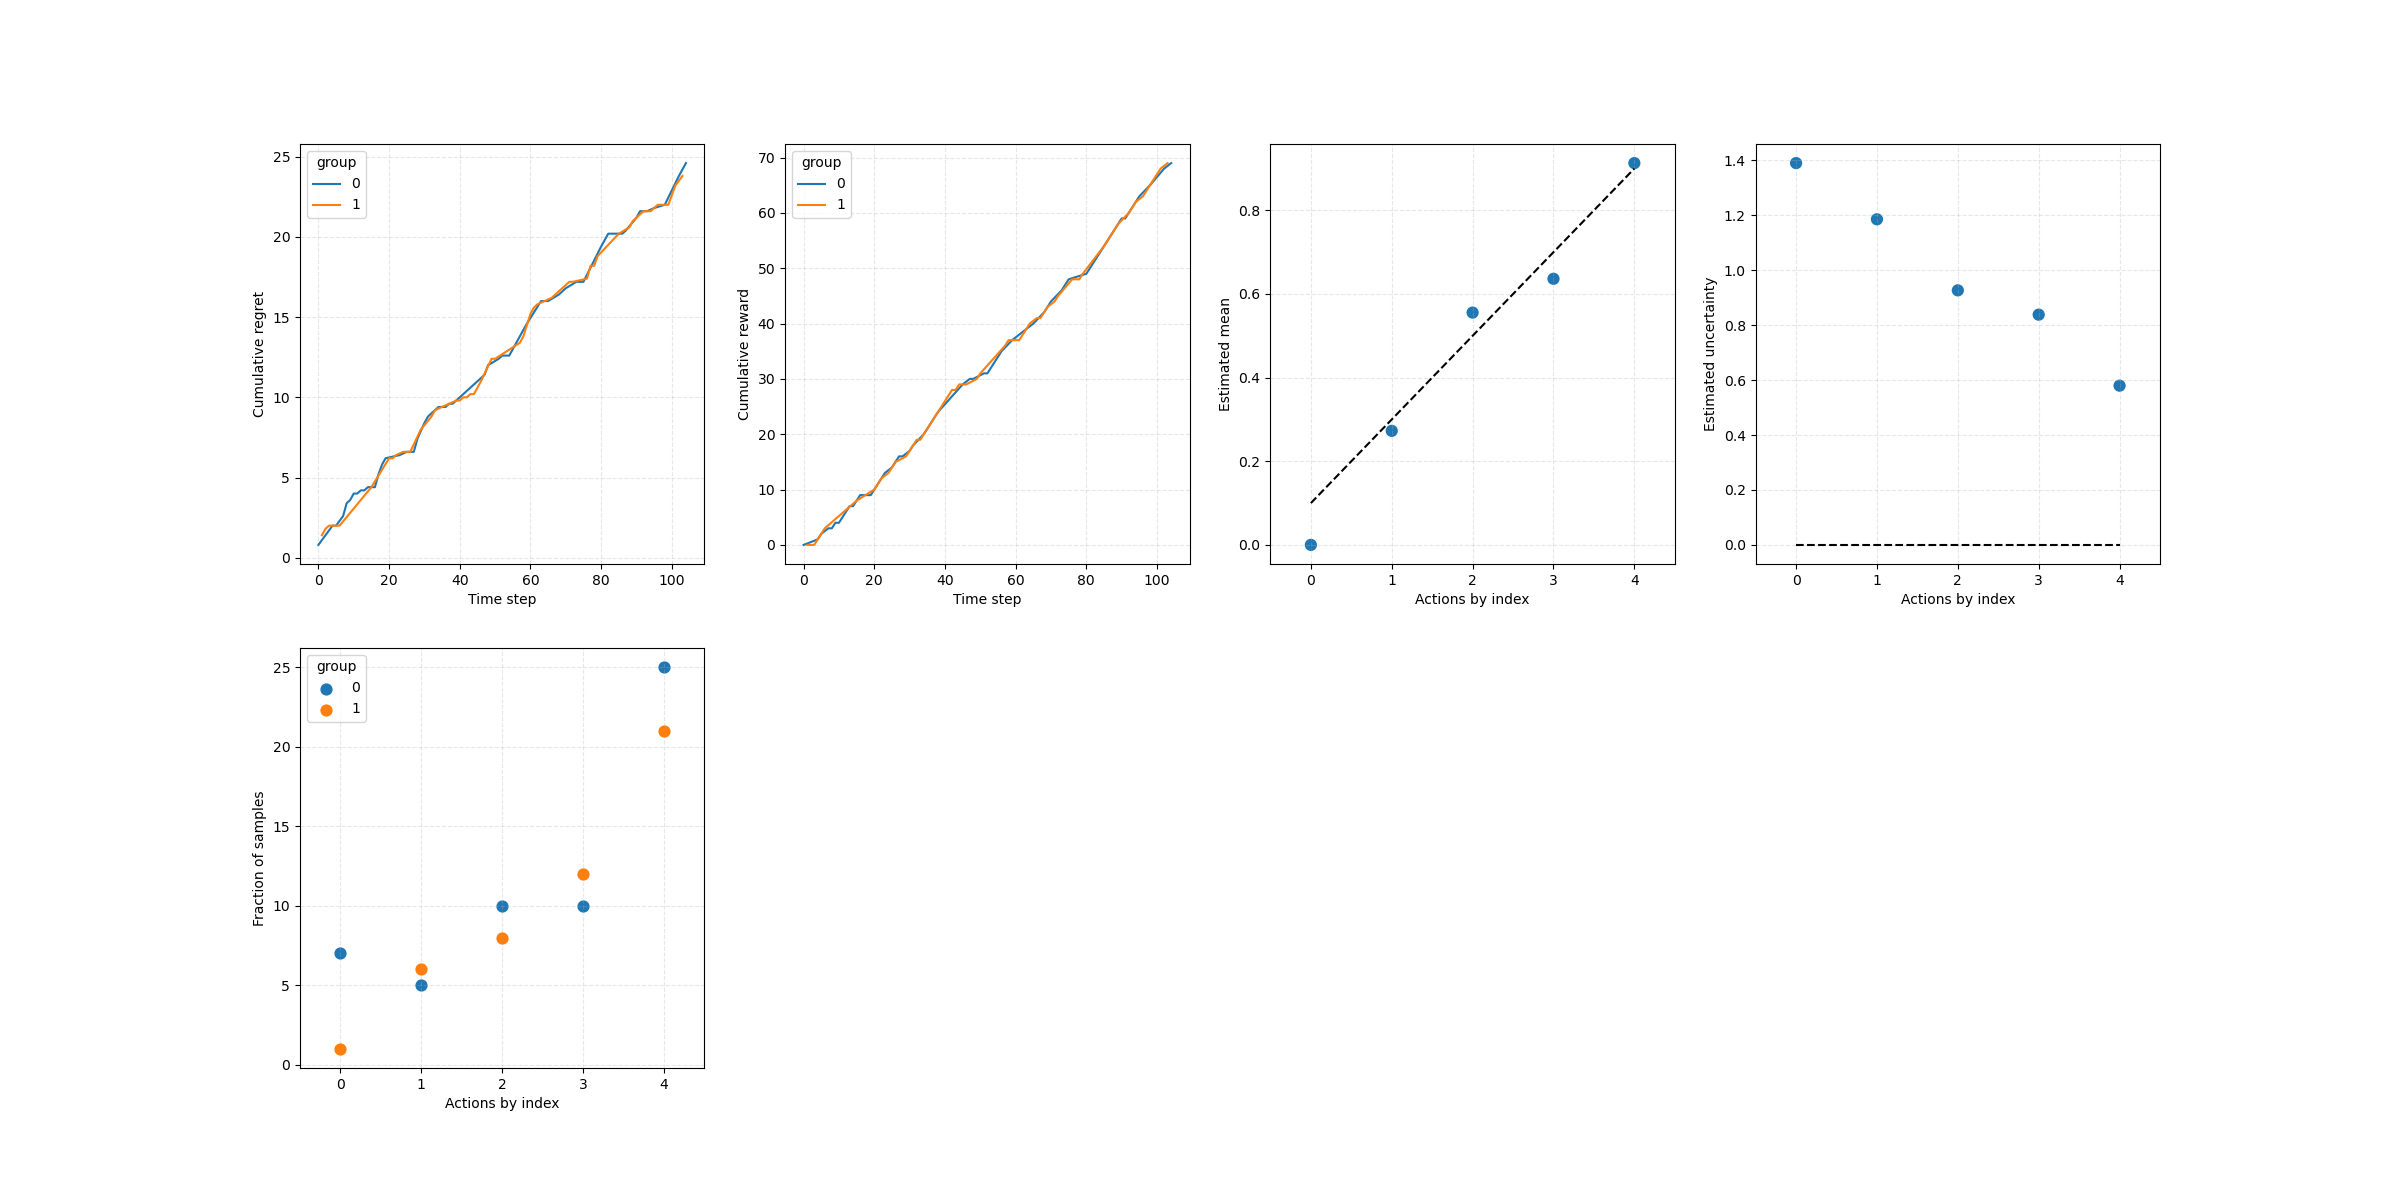 group
0
1
25
20
15
10
5
0
Cumulative regret
0 20 40 60 80 100
Time step
group
0
1
70
60
50
40
30
20
10
0
Cumulative reward
0 20 40 60 80 100
Time step
0.8
0.6
0.4
0.2
0.0
Estimated mean
0 1 2 3 4
Actions by index
1.4
1.2
1.0
0.8
0.6
0.4
0.2
0.0
Estimated uncertainty
0 1 2 3 4
Actions by index
group
0
1
25
20
15
10
5
0
Fraction of samples
0 1 2 3 4
Actions by index